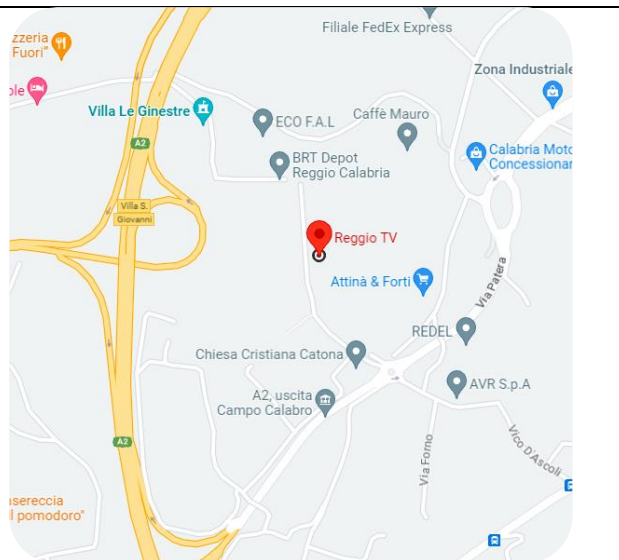 Filiale FedEx Express
zzeria
Fuori"
Zona Industriale
ole
Villa Le Ginestre
ECO F.A.L
Caffè Mauro
A2
BRT Depot
Reggio Calabria
Calabria Moto
Concessionar
Villa S.
Giovanni
Reggio TV
Attinà & Forti
Via Patera
REDEL
Chiesa Cristiana Catona
AVR S.p.A
A2, uscita
Campo Calabro
A2
Via Forno
Vico D'Ascoli
asereccia
l pomodoro"